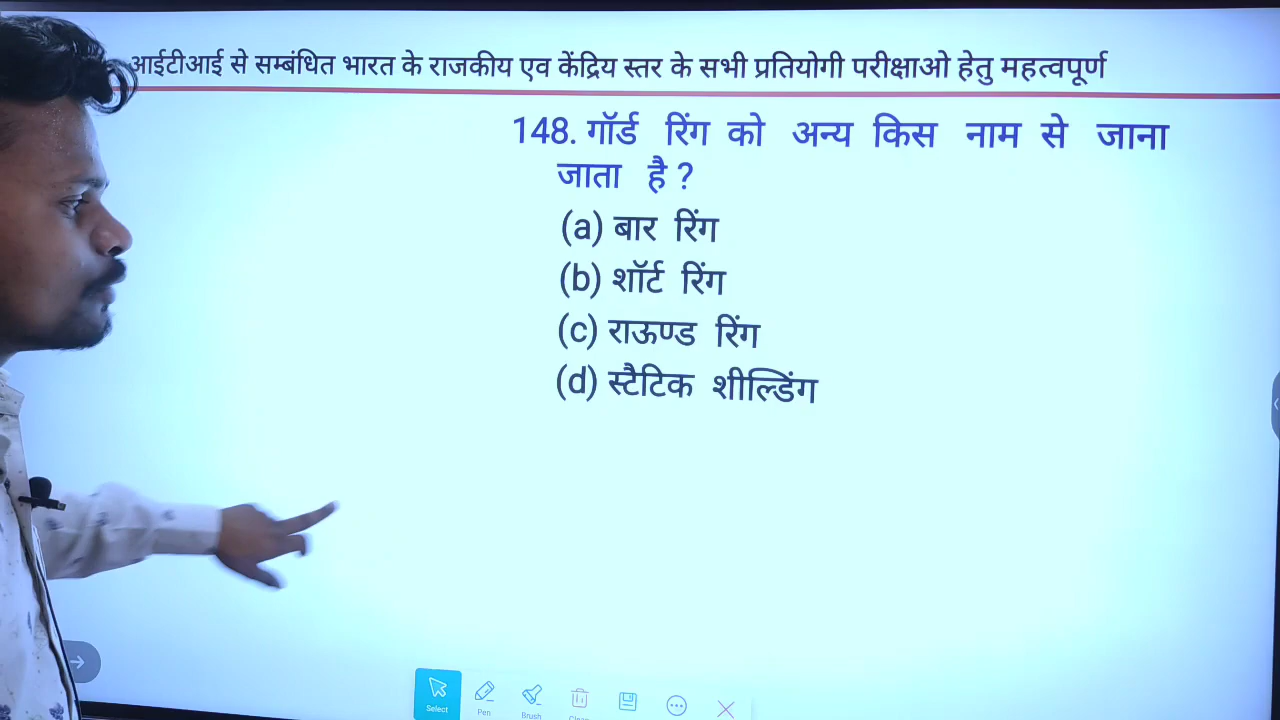 आईटीआई से सम्बंधित भारत के राजकीय एव केंद्रिय स्तर के सभी प्रतियोगी परीक्षाओ हेतु महत्वपूर्ण
148. गॉर्ड रिंग को अन्य किस नाम से जाना
जाता है ?
(a) बार रिंग
(b) शॉर्ट रिंग
(c) राऊण्ड रिंग
(d) स्टैटिक शील्डिंग
Select Pen Brush